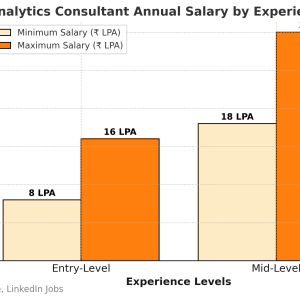 nalytics Consultant Annual Salary by Experie
Minimum Salary (₹ LPA)
Maximum Salary (₹ LPA)
18 LPA
16 LPA
8 LPA
Entry-Level
Mid-Level
Experience Levels
, LinkedIn Jobs